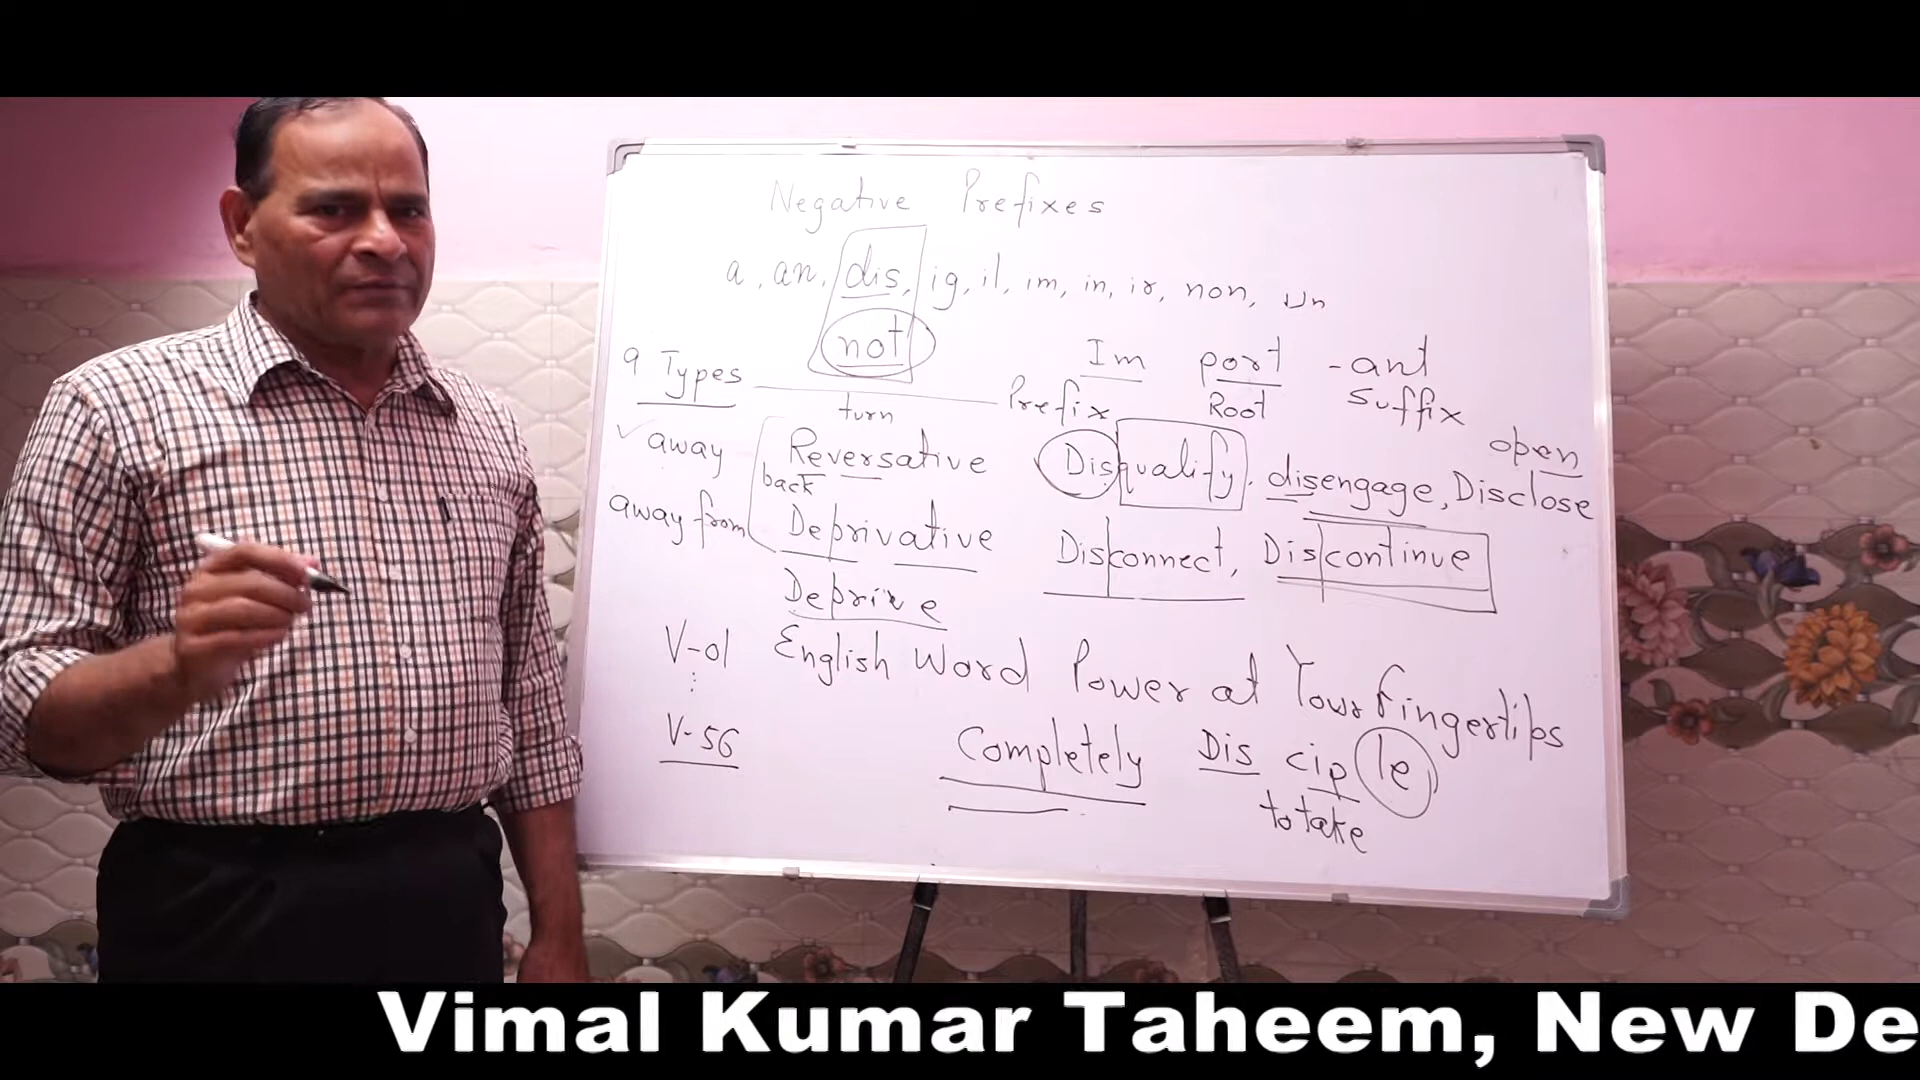 Negative Prefixes
a, an, dis, ig, il, im, in, ir, non, un
not
9 Types
Im port -ant
Prefix Root Suffix
turn
away Reversative Disqualify, disengage, Disclose
open
back
away from Deprivative Disconnect, Discontinue
Deprive
V-01 English Word Power at Your Fingertips
V-56 Completely Dis cip le
to take
Vimal Kumar Taheem, New De